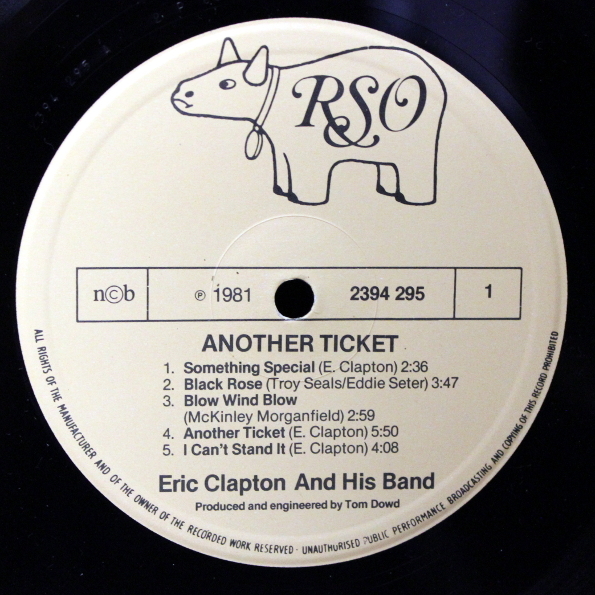 RSO
n©b
℗ 1981
2394 295
1
ANOTHER TICKET
1. Something Special (E. Clapton) 2:36
2. Black Rose (Troy Seals/Eddie Seter) 3:47
3. Blow Wind Blow
(McKinley Morganfield) 2:59
4. Another Ticket (E. Clapton) 5:50
5. I Can't Stand It (E. Clapton) 4:08
Eric Clapton And His Band
Produced and engineered by Tom Dowd
ALL RIGHTS OF THE MANUFACTURER AND OF THE OWNER OF THE RECORDED WORK RESERVED · UNAUTHORISED PUBLIC PERFORMANCE BROADCASTING AND COPYING OF THIS RECORD PROHIBITED